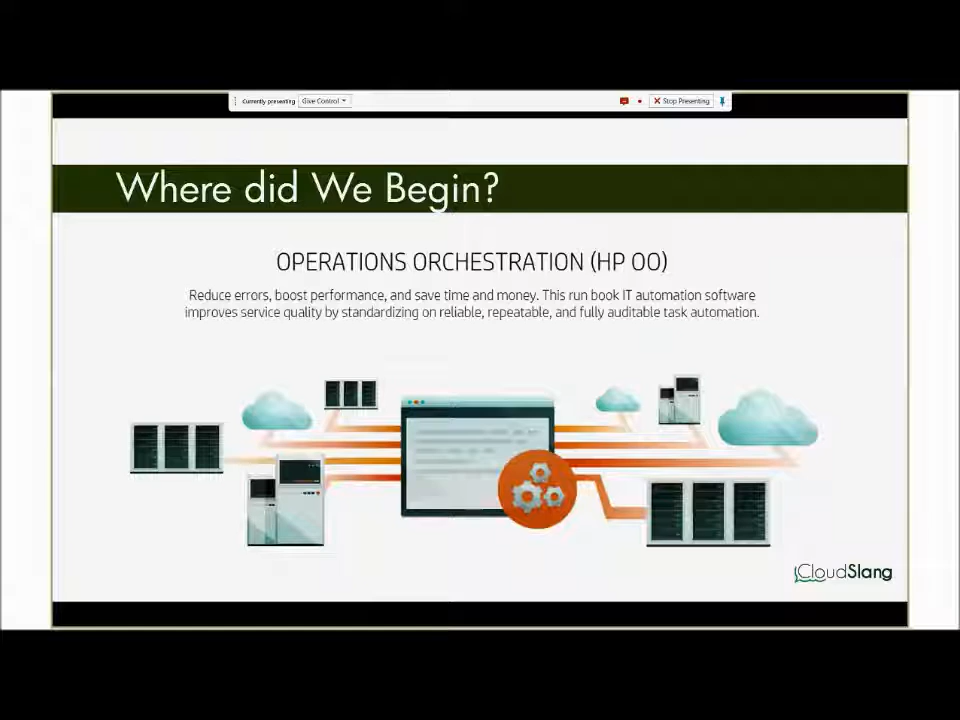 Currently presenting Give Control Stop Presenting
Where did We Begin?
OPERATIONS ORCHESTRATION (HP OO)
Reduce errors, boost performance, and save time and money. This run book IT automation software
improves service quality by standardizing on reliable, repeatable, and fully auditable task automation.
CloudSlang